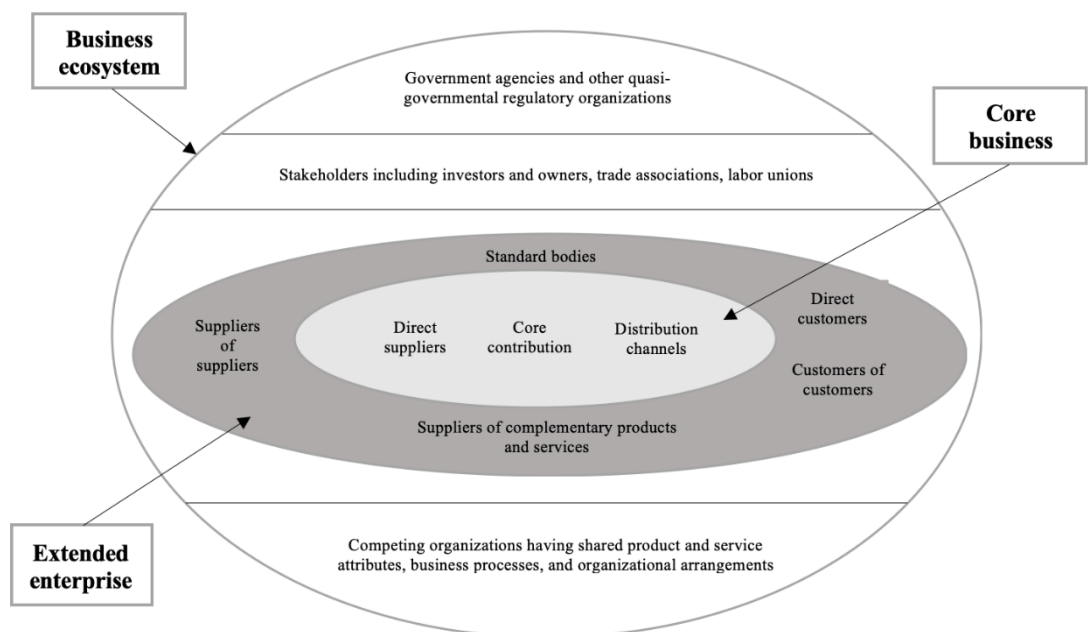 Business
ecosystem
Government agencies and other quasi-
governmental regulatory organizations
Core
business
Stakeholders including investors and owners, trade associations, labor unions
Standard bodies
Suppliers
of
suppliers
Direct
suppliers
Core
contribution
Distribution
channels
Direct
customers
Customers of
customers
Suppliers of complementary products
and services
Extended
enterprise
Competing organizations having shared product and service
attributes, business processes, and organizational arrangements